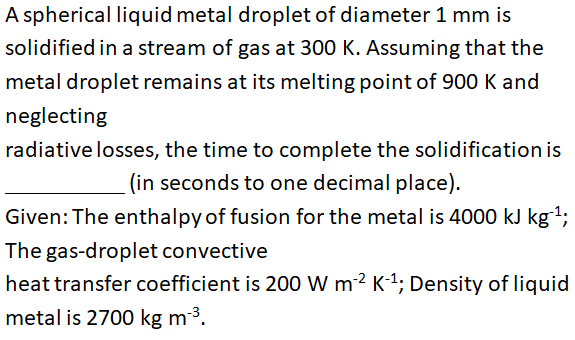 A spherical liquid metal droplet of diameter 1 mm is
solidified in a stream of gas at 300 K. Assuming that the
metal droplet remains at its melting point of 900 K and
neglecting
radiative losses, the time to complete the solidification is
____________ (in seconds to one decimal place).
Given: The enthalpy of fusion for the metal is 4000 kJ kg⁻¹;
The gas-droplet convective
heat transfer coefficient is 200 W m⁻² K⁻¹; Density of liquid
metal is 2700 kg m⁻³.